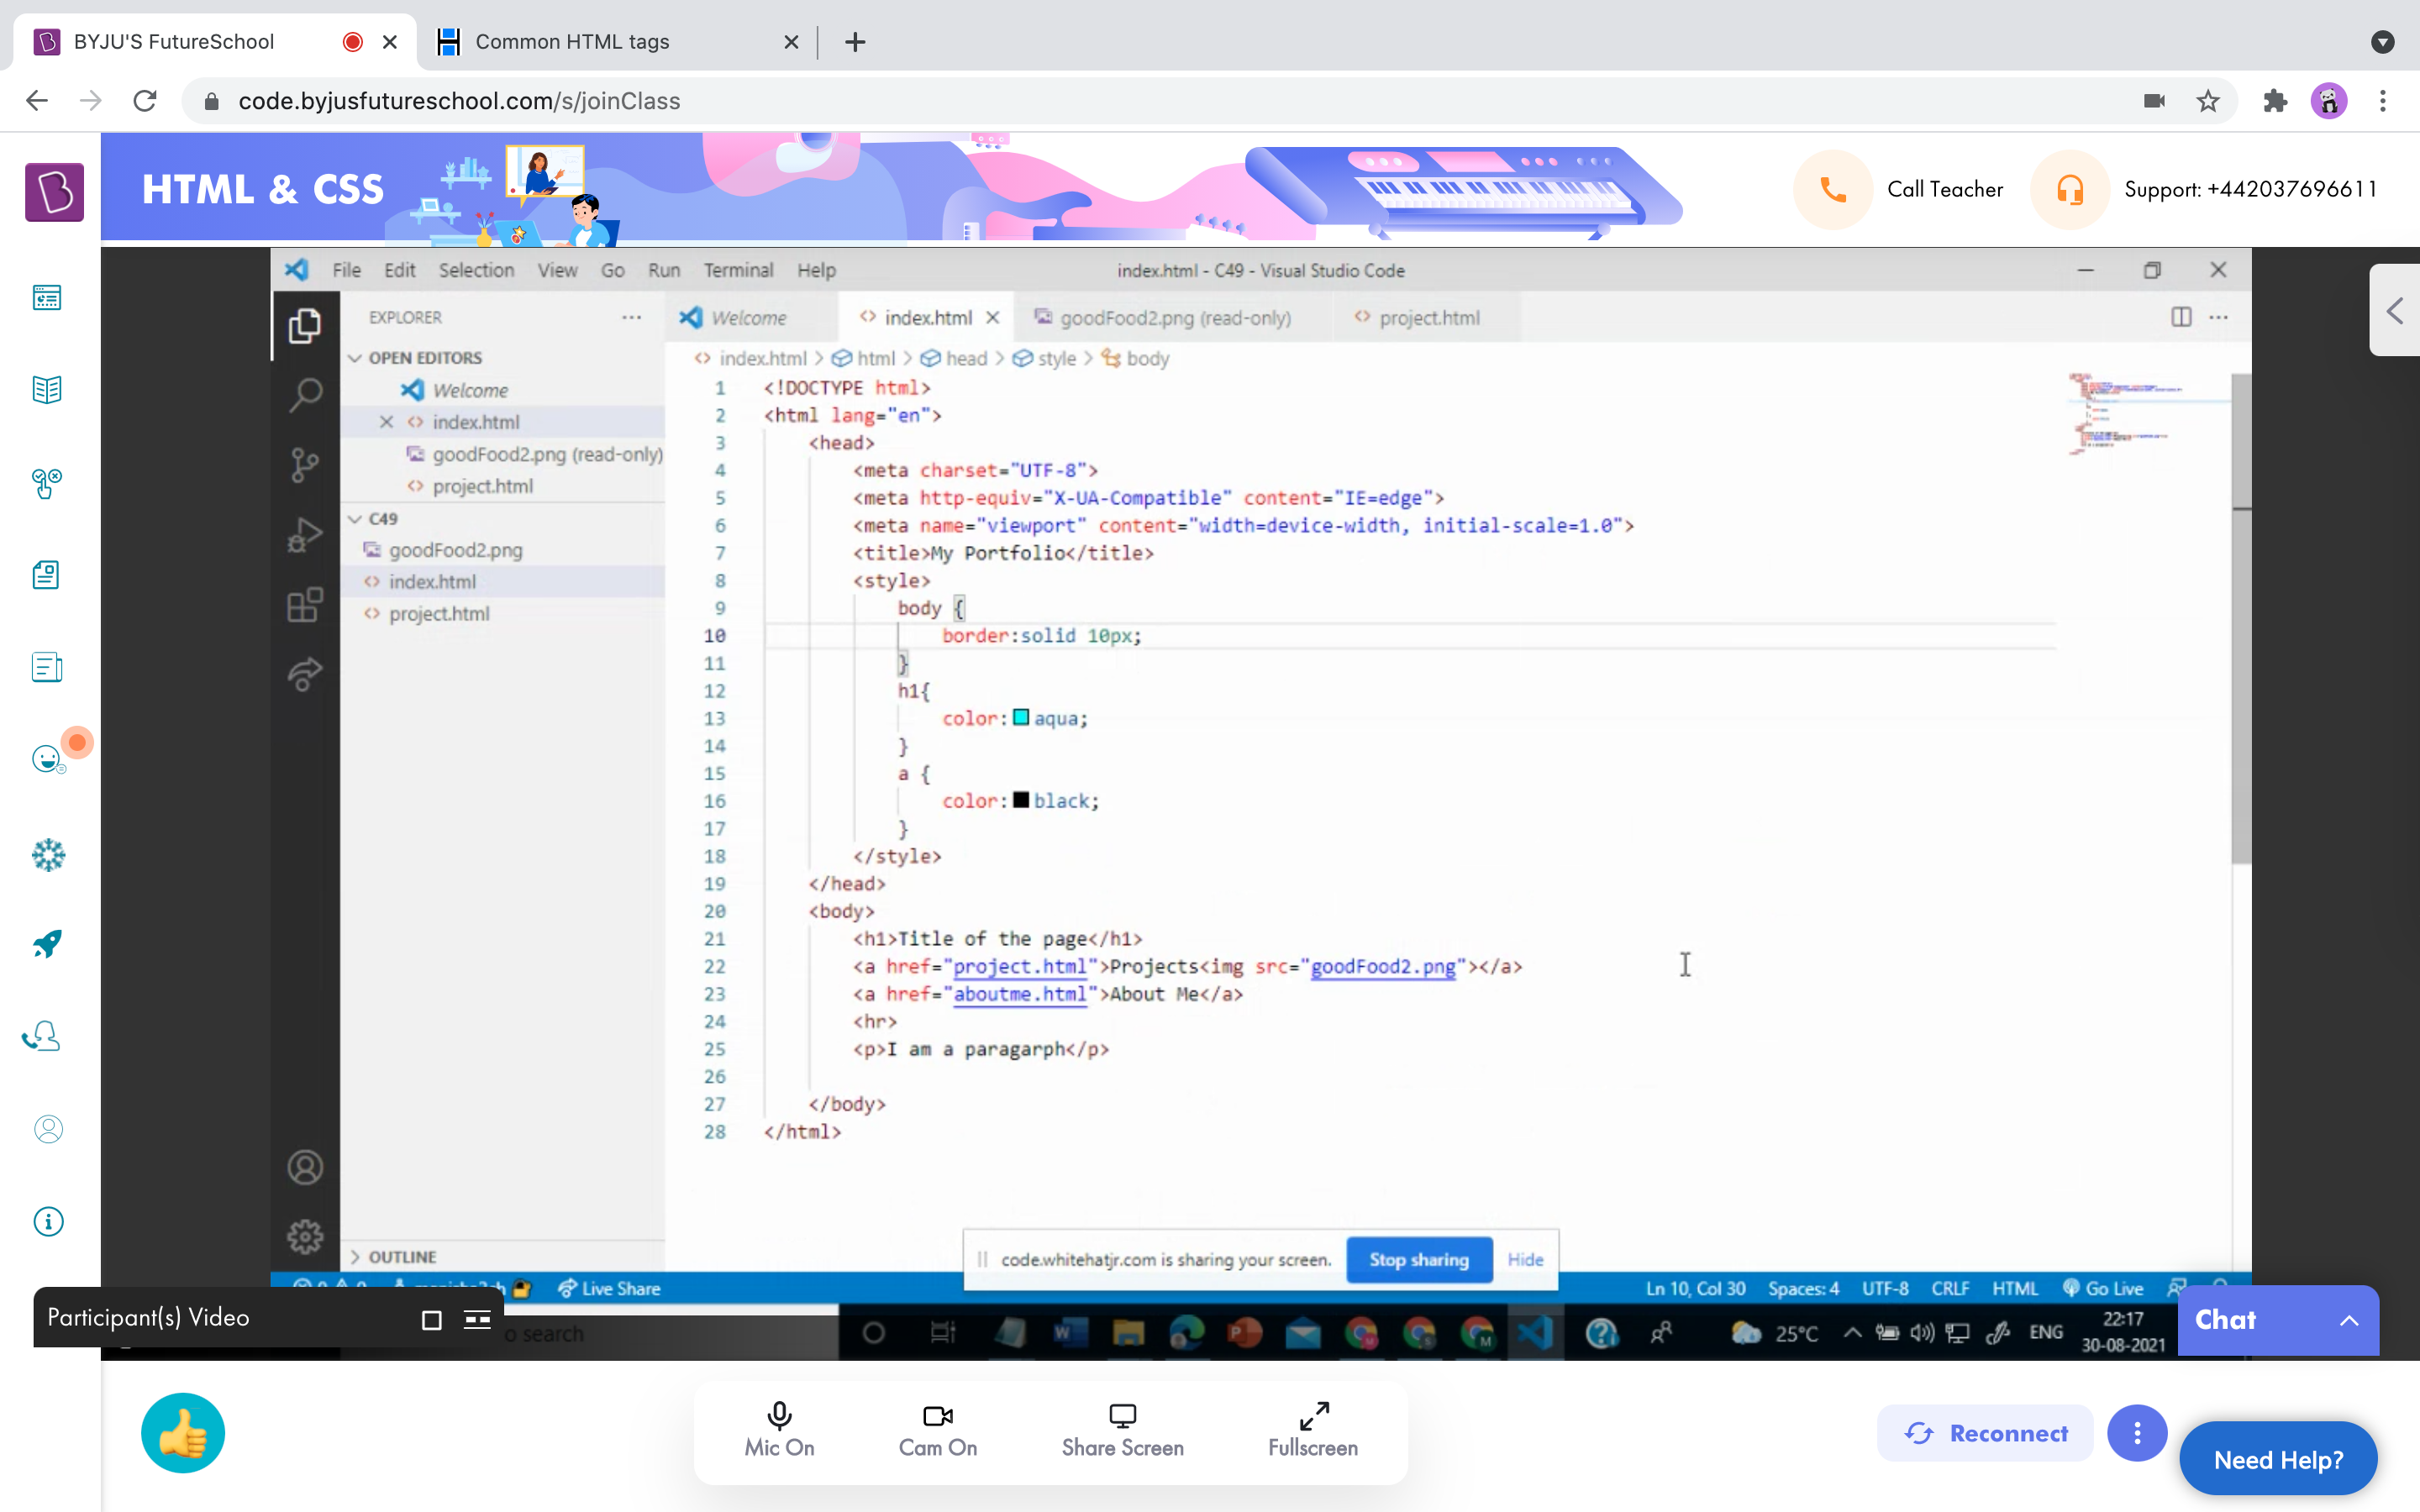 BYJU'S FutureSchool
Common HTML tags
code.byjusfutureschool.com/s/joinClass
HTML & CSS
Call Teacher
Support: +442037696611
File Edit Selection View Go Run Terminal Help
index.html - C49 - Visual Studio Code
EXPLORER
Welcome
index.html
goodFood2.png (read-only)
project.html
OPEN EDITORS
Welcome
index.html
goodFood2.png (read-only)
project.html
C49
goodFood2.png
index.html
project.html
OUTLINE
index.html > html > head > style > body
1 <!DOCTYPE html>
2 <html lang="en">
3 <head>
4 <meta charset="UTF-8">
5 <meta http-equiv="X-UA-Compatible" content="IE=edge">
6 <meta name="viewport" content="width=device-width, initial-scale=1.0">
7 <title>My Portfolio</title>
8 <style>
9 body {
10 border:solid 10px;
11 }
12 h1{
13 color: aqua;
14 }
15 a {
16 color: black;
17 }
18 </style>
19 </head>
20 <body>
21 <h1>Title of the page</h1>
22 <a href="project.html">Projects<img src="goodFood2.png"></a>
23 <a href="aboutme.html">About Me</a>
24 <hr>
25 <p>I am a paragarph</p>
26
27 </body>
28 </html>
code.whitehatjr.com is sharing your screen.
Stop sharing
Hide
Live Share
Ln 10, Col 30 Spaces: 4 UTF-8 CRLF HTML Go Live
Participant(s) Video
o search
25°C
ENG
22:17
30-08-2021
Chat
Mic On
Cam On
Share Screen
Fullscreen
Reconnect
Need Help?